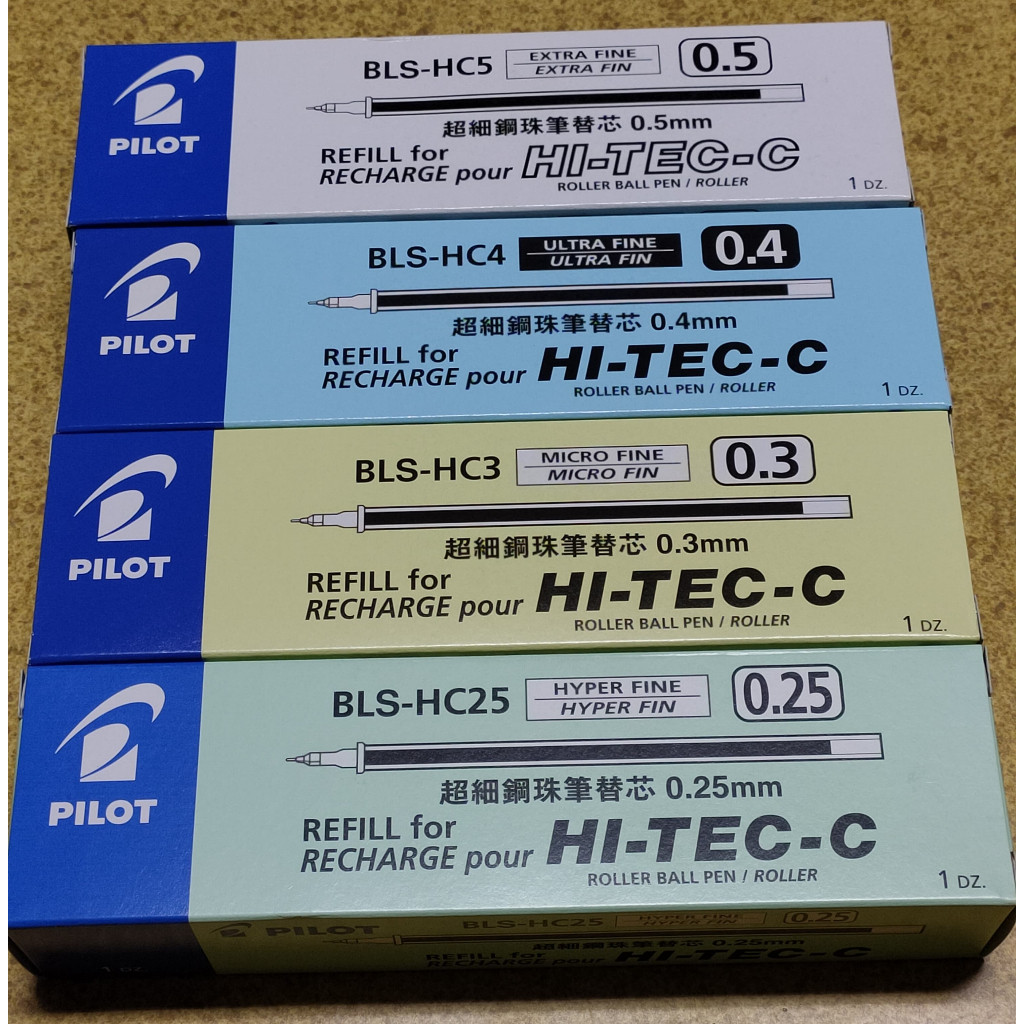 PILOT
BLS-HC5 EXTRA FINE 0.5
EXTRA FIN
超細鋼珠筆替芯 0.5mm
REFILL for
RECHARGE pour HI-TEC-C
ROLLER BALL PEN / ROLLER
1 DZ.
PILOT
BLS-HC4 ULTRA FINE 0.4
ULTRA FIN
超細鋼珠筆替芯 0.4mm
REFILL for
RECHARGE pour HI-TEC-C
ROLLER BALL PEN / ROLLER
1 DZ.
PILOT
BLS-HC3 MICRO FINE 0.3
MICRO FIN
超細鋼珠筆替芯 0.3mm
REFILL for
RECHARGE pour HI-TEC-C
ROLLER BALL PEN / ROLLER
1 DZ.
PILOT
BLS-HC25 HYPER FINE 0.25
HYPER FIN
超細鋼珠筆替芯 0.25mm
REFILL for
RECHARGE pour HI-TEC-C
ROLLER BALL PEN / ROLLER
1 DZ.
PILOT
BLS-HC25 HYPER FINE 0.25
HYPER FIN
超細鋼珠筆替芯 0.25mm
1 DZ.
REFILL for
RECHARGE pour HI-TEC-C